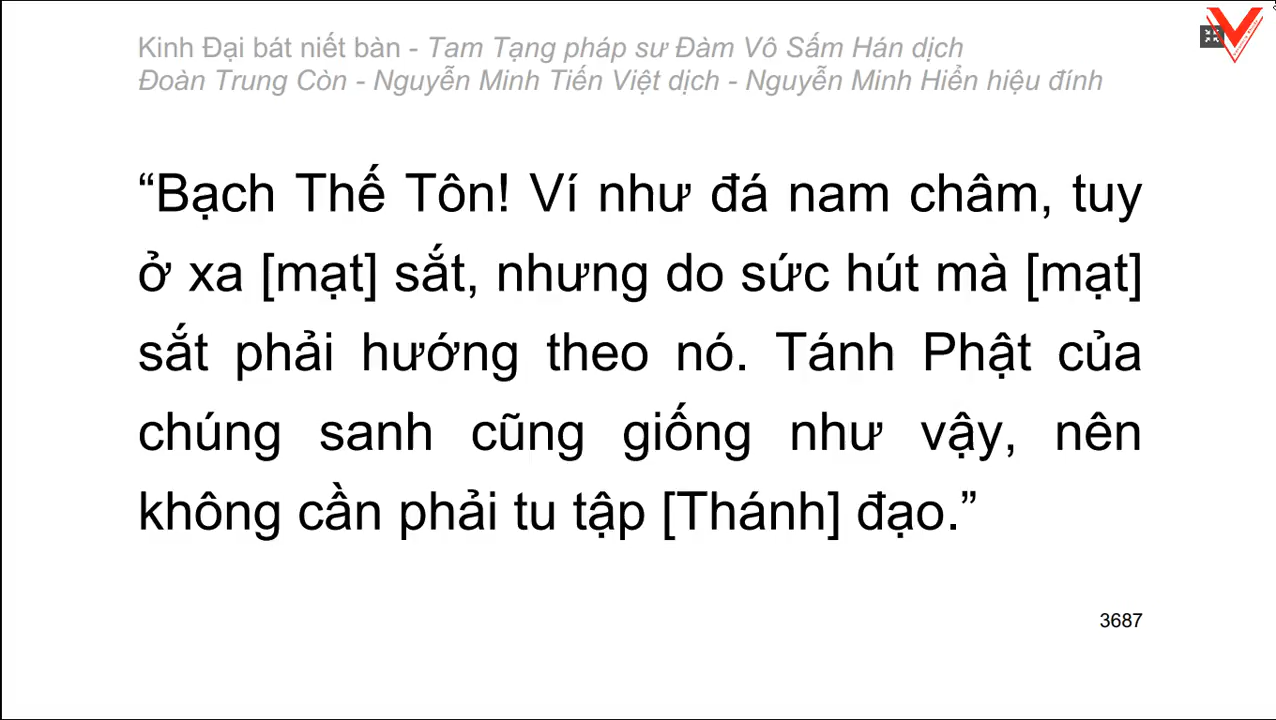 Kinh Đại bát niết bàn - Tam Tạng pháp sư Đàm Vô Sấm Hán dịch
Đoàn Trung Còn - Nguyễn Minh Tiến Việt dịch - Nguyễn Minh Hiển hiệu đính
“Bạch Thế Tôn! Ví như đá nam châm, tuy
ở xa [mạt] sắt, nhưng do sức hút mà [mạt]
sắt phải hướng theo nó. Tánh Phật của
chúng sanh cũng giống như vậy, nên
không cần phải tu tập [Thánh] đạo.”
3687